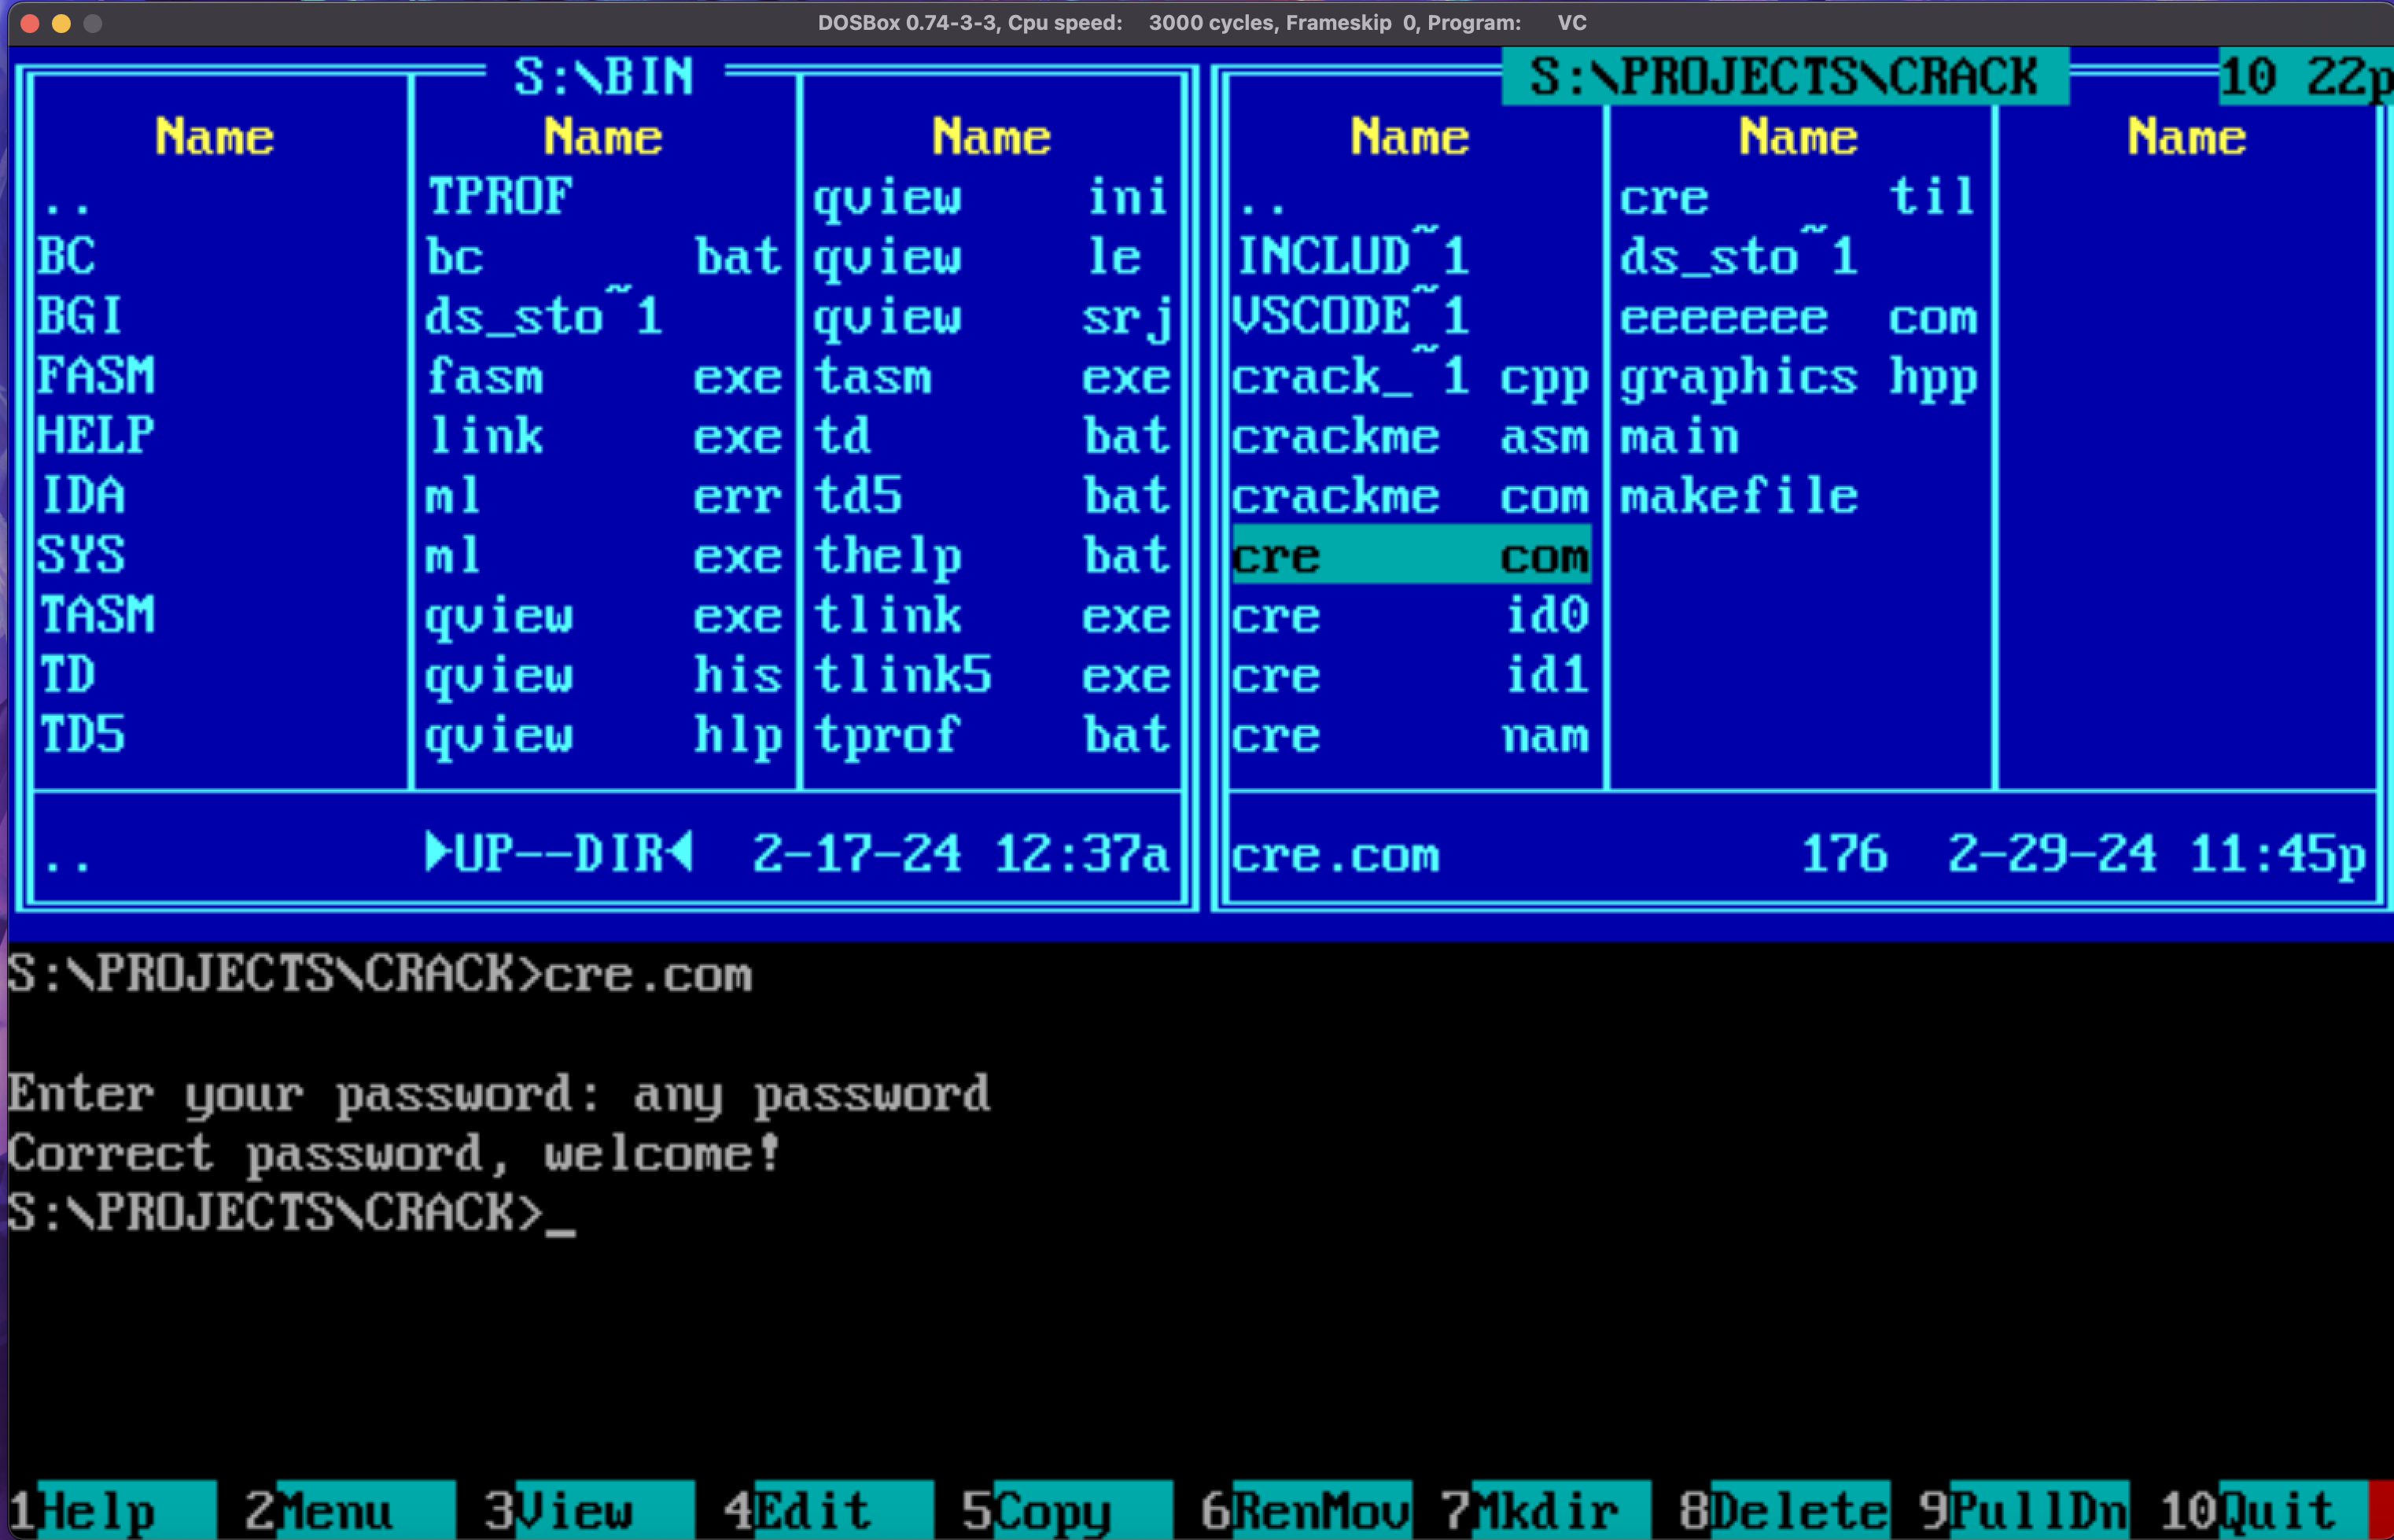 DOSBox 0.74-3-3, Cpu speed: 3000 cycles, Frameskip 0, Program: VC
S:\BIN S:\PROJECTS\CRACK 10 22p
Name Name Name Name Name Name
.. TPROF qview ini .. cre til
BC bc bat qview le INCLUD~1 ds_sto~1
BGI ds_sto~1 qview srj VSCODE~1 eeeeeee com
FASM fasm exe tasm exe crack_~1 cpp graphics hpp
HELP link exe td bat crackme asm main
IDA ml err td5 bat crackme com makefile
SYS ml exe thelp bat cre com
TASM qview exe tlink exe cre id0
TD qview his tlink5 exe cre id1
TD5 qview hlp tprof bat cre nam
.. ►UP--DIR◄ 2-17-24 12:37a cre.com 176 2-29-24 11:45p
S:\PROJECTS\CRACK>cre.com
Enter your password: any password
Correct password, welcome!
S:\PROJECTS\CRACK>_
1Help 2Menu 3View 4Edit 5Copy 6RenMov 7Mkdir 8Delete 9PullDn 10Quit